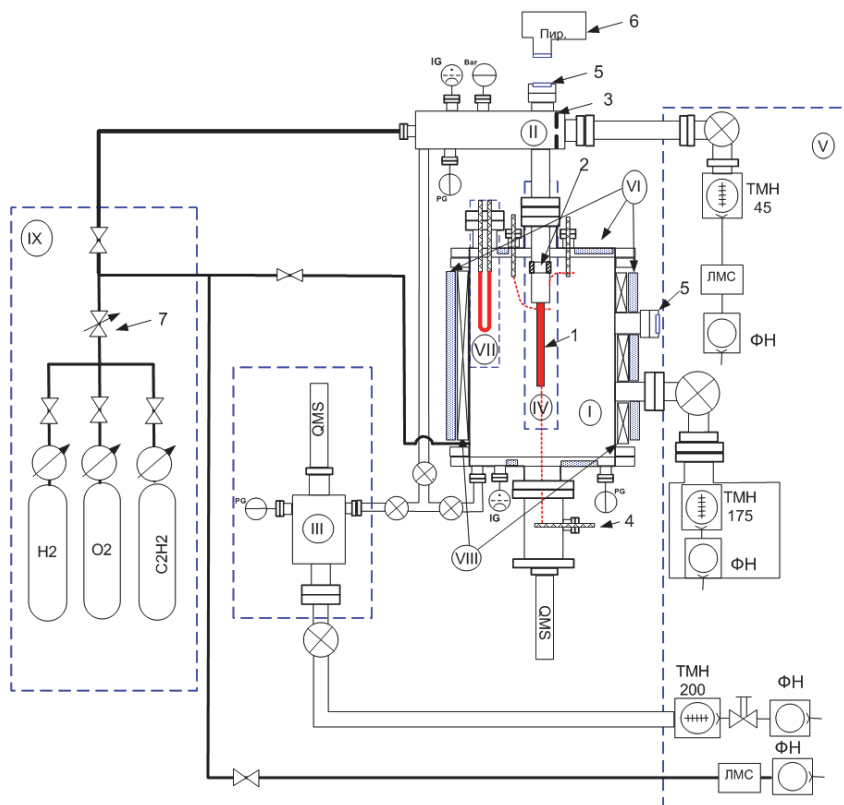 6
Пир.
IG
Bar
5
3
II
V
PG
2
VI
ТМН
45
IX
ЛМС
5
7
1
ФН
VII
IV
I
QMS
ТМН
175
PG
IG
PG
III
4
ФН
H2
O2
C2H2
VIII
QMS
ТМН
200
ФН
ФН
ЛМС